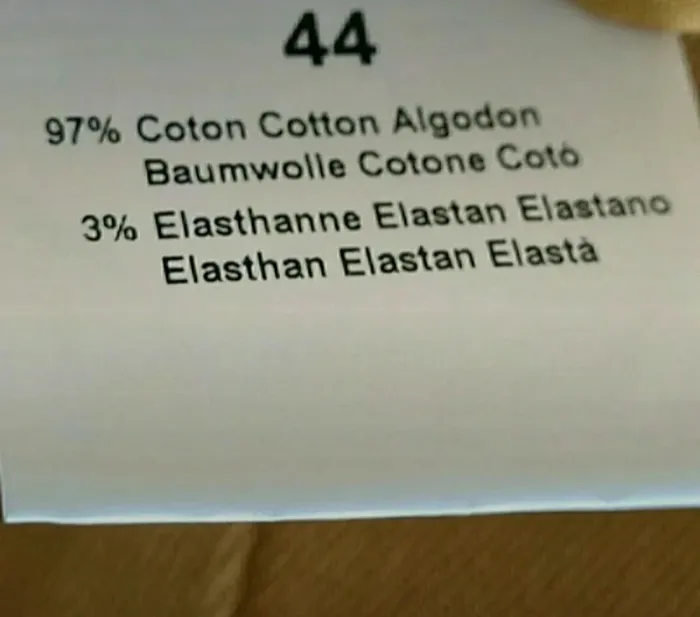 44
97% Coton Cotton Algodon
Baumwolle Cotone Cotó
3% Elasthanne Elastan Elastano
Elasthan Elastan Elastà